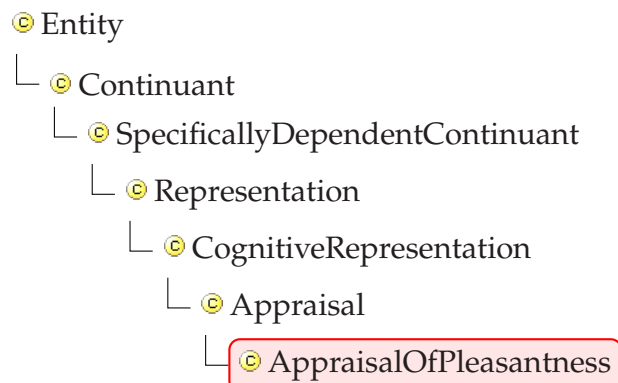 Entity
Continuant
SpecificallyDependentContinuant
Representation
CognitiveRepresentation
Appraisal
AppraisalOfPleasantness